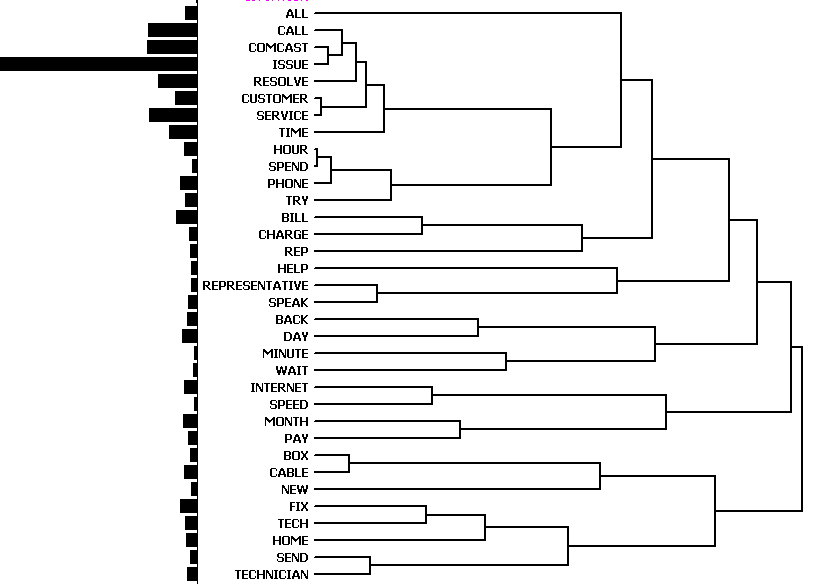 ALL
CALL
COMCAST
ISSUE
RESOLVE
CUSTOMER
SERVICE
TIME
HOUR
SPEND
PHONE
TRY
BILL
CHARGE
REP
HELP
REPRESENTATIVE
SPEAK
BACK
DAY
MINUTE
WAIT
INTERNET
SPEED
MONTH
PAY
BOX
CABLE
NEW
FIX
TECH
HOME
SEND
TECHNICIAN